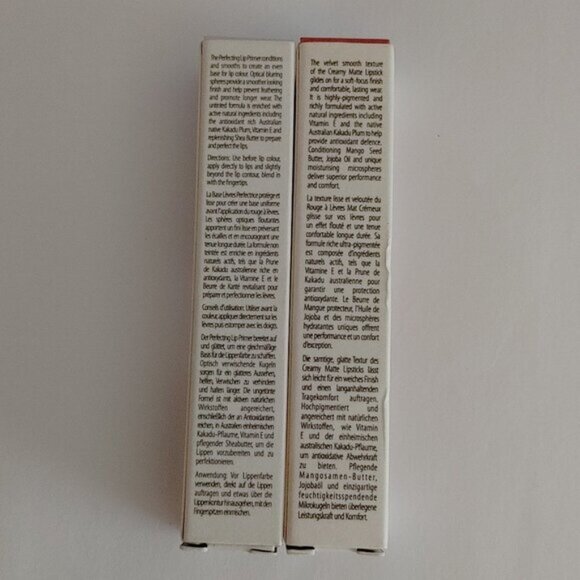 The Perfecting Lip Primer conditions
and smooths to create an even
base for lip colour. Optical blurring
spheres provide a smoother looking
finish and help prevent feathering
and promote longer wear. The
untinted formula is enriched with
active natural ingredients including
the antioxidant rich Australian
native Kakadu Plum, Vitamin E and
replenishing Shea Butter to prepare
and perfect the lips.
Directions: Use before lip colour,
apply directly to lips and slightly
beyond the lip contour, blend in
with the fingertips.
La Base Lèvres Perfectrice protège et
lisse pour créer une base uniforme
avant l'application du rouge à lèvres.
Les sphères optiques floutantes
apportent un fini lisse en prévenant
les écailles et en encourageant une
tenue longue durée. La formule non
teintée est enrichie en ingrédients
naturels actifs, tels que la Prune
de Kakadu australienne riche en
antioxydants, la Vitamine E et le
Beurre de Karité revitalisant pour
préparer et perfectionner les lèvres.
Conseils d'utilisation: Utiliser avant la
couleur, appliquer directement sur les
lèvres puis estomper avec les doigts.
Der Perfecting Lip Primer bereitet auf
und glättet, um eine gleichmäßige
Basis für die Lippenfarbe zu schaffen.
Optisch verwischende Kugeln
sorgen für ein glatteres Aussehen,
helfen, Verwischen zu verhindern
und halten länger. Die ungetönte
Formel ist mit aktiven natürlichen
Wirkstoffen angereichert,
einschließlich der an Antioxidanten
reichen, in Australien einheimischen
Kakadu-Pflaume, Vitamin E und
pflegender Sheabutter, um die
Lippen vorzubereiten und zu
perfektionieren.
Anwendung: Vor Lippenfarbe
verwenden, direkt auf die Lippen
auftragen und etwas über die
Lippenkontur hinausgehen, mit den
Fingerspitzen einreichen.
The velvet smooth texture
of the Creamy Matte Lipstick
glides on for a soft-focus finish
and comfortable, lasting wear.
It is highly-pigmented and
richly formulated with active
natural ingredients including
Vitamin E and the native
Australian Kakadu Plum to help
provide antioxidant defence.
Conditioning Mango Seed
Butter, Jojoba Oil and unique
moisturising microspheres
deliver superior performance
and comfort.
La texture lisse et veloutée du
Rouge à Lèvres Mat Crémeux
glisse sur vos lèvres pour
un effet flouté et une tenue
confortable longue durée. Sa
formule riche ultra-pigmentée
est composée d'ingrédients
naturels actifs, tels que la
Vitamine E et la Prune de
Kakadu australienne pour
garantir une protection
antioxydante. Le Beurre de
Mangue protecteur, l'Huile de
Jojoba et des microsphères
hydratantes uniques offrent
une performance et un confort
d'exception.
Die samtige, glatte Textur des
Creamy Matte Lipsticks lässt
sich leicht für ein weiches Finish
und einen langanhaltenden
Tragekomfort auftragen.
Hochpigmentiert und
angereichert mit natürlichen
Wirkstoffen, wie Vitamin
E und der einheimischen
australischen Kakadu-Pflaume,
um antioxidative Abwehrkraft
zu bieten. Pflegende
Mangosamen-Butter,
Jojobaöl und einzigartige
feuchtigkeitsspendende
Mikrokugeln bieten überlegene
Leistungskraft und Komfort.